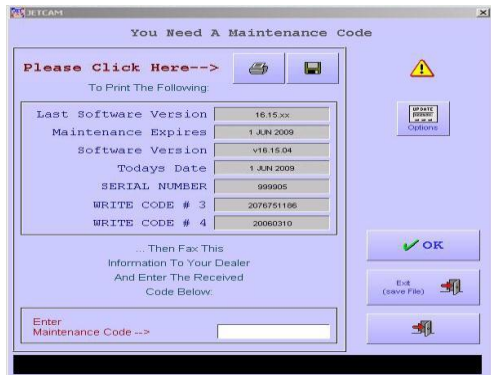 JETCAM
You Need A Maintenance Code
Please Click Here-->
To Print The Following:
Last Software Version 16.15.xx
Maintenance Expires 1 JUN 2009
Software Version v16.15.04
Todays Date 1 JUN 2009
SERIAL NUMBER 999905
WRITE CODE # 3 2076751186
WRITE CODE # 4 20060310
... Then Fax This
Information To Your Dealer
And Enter The Received
Code Below:
Enter
Maintenance Code -->
UPDATE
Options
OK
Exit
(save File)